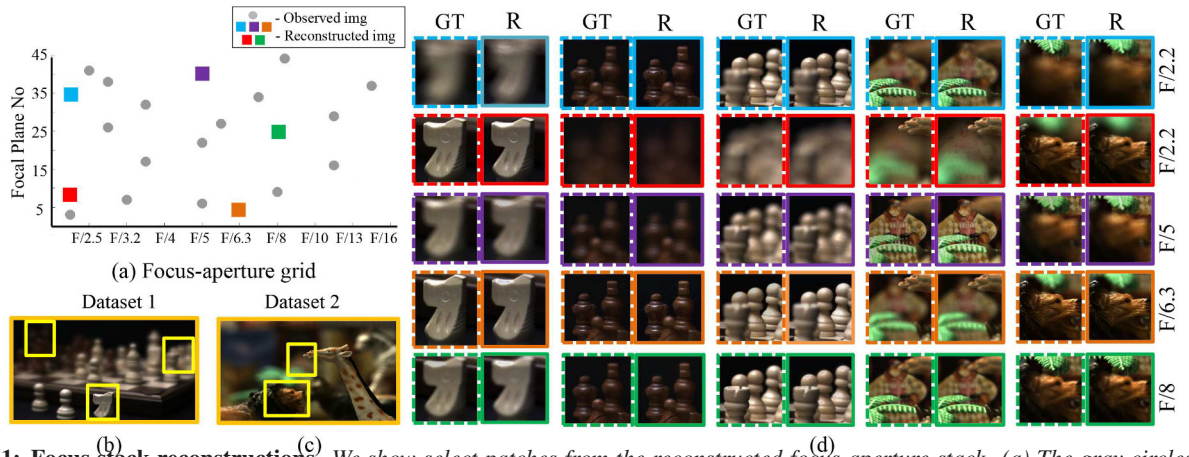 - Observed img
- Reconstructed img
Focal Plane No
45
35
25
15
5
F/2.5 F/3.2 F/4 F/5 F/6.3 F/8 F/10 F/13 F/16
(a) Focus-aperture grid
Dataset 1
Dataset 2
(b)
(c)
GT R GT R GT R GT R GT R
F/2.2
F/2.2
F/5
F/6.3
F/8
(d)
1: Focus stack reconstructions. We show select patches from the reconstructed focus-aperture stack. (a) The gray circles